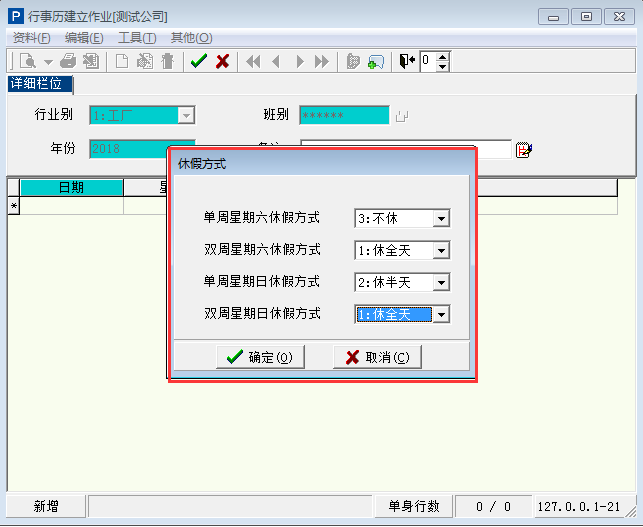 行事历建立作业[测试公司]
资料(F) 编辑(E) 工具(T) 其他(O)
0
详细栏位
行业别 1:工厂 班别 ******
年份 2018
休假方式
日期
*
单周星期六休假方式 3:不休
双周星期六休假方式 1:休全天
单周星期日休假方式 2:休半天
双周星期日休假方式 1:休全天
确定(O) 取消(C)
新增 单身行数 0 / 0 127.0.0.1-21